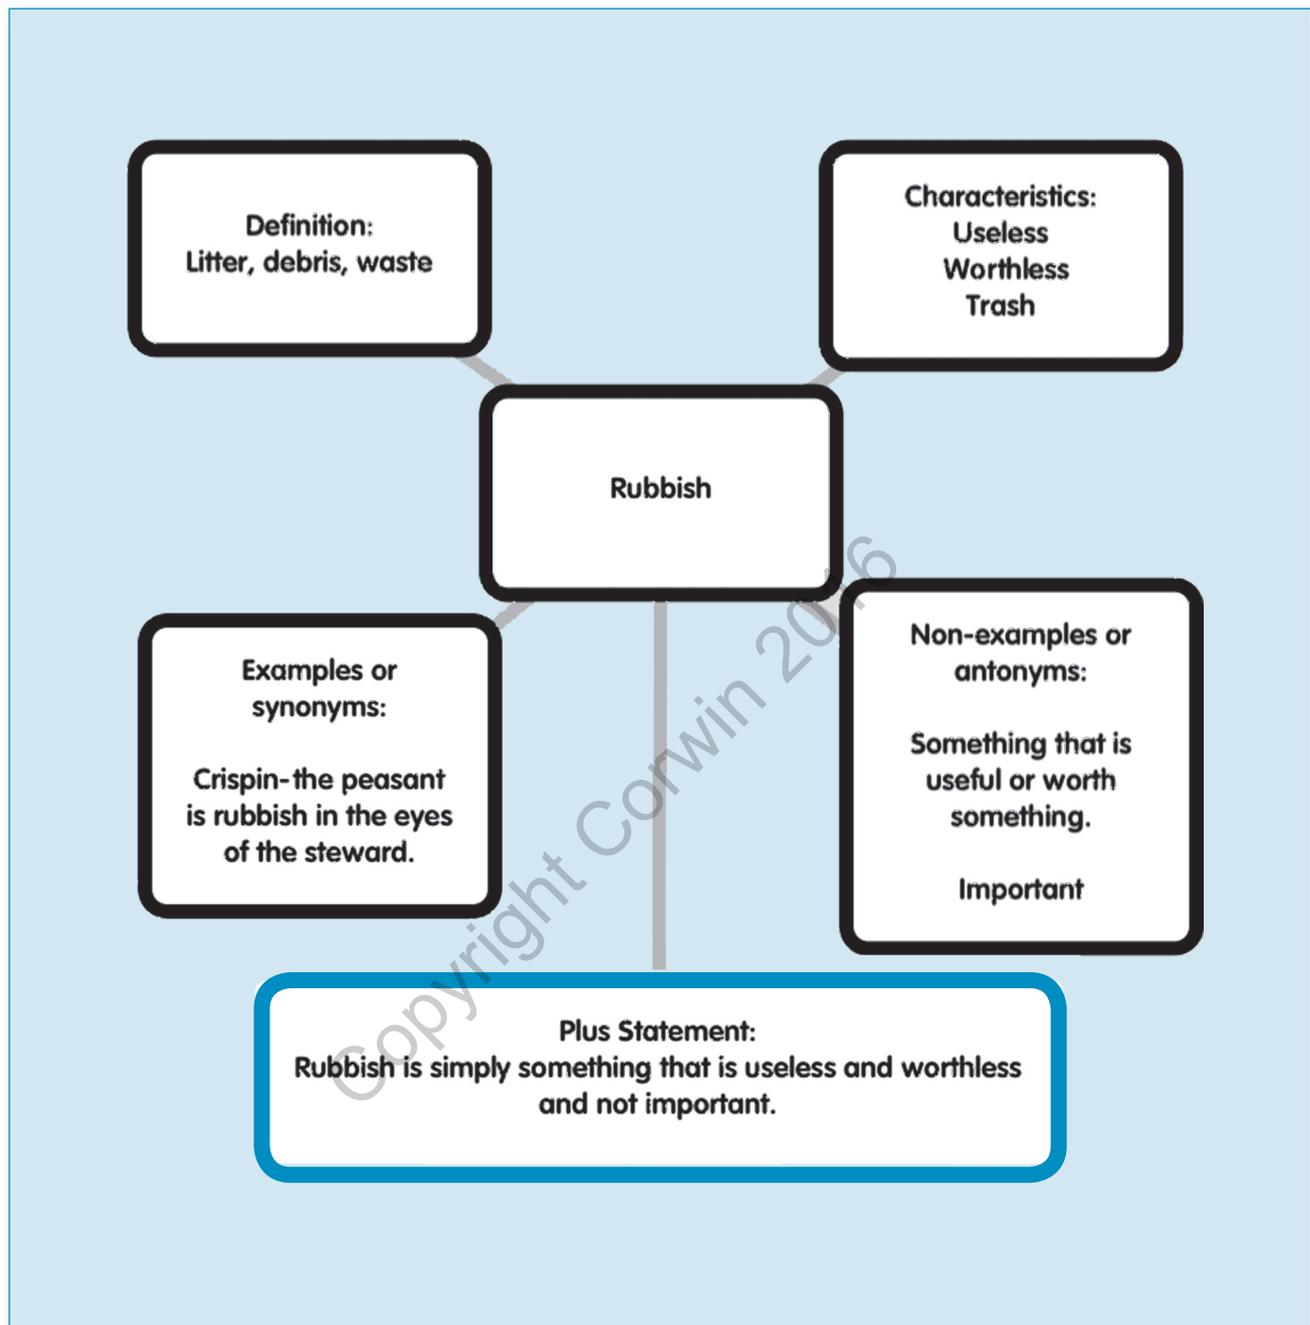 Definition:
Litter, debris, waste
Characteristics:
Useless
Worthless
Trash
Rubbish
Examples or
synonyms:
Crispin-the peasant
is rubbish in the eyes
of the steward.
Non-examples or
antonyms:
Something that is
useful or worth
something.
Important
Plus Statement:
Rubbish is simply something that is useless and worthless
and not important.
Copyright Corwin 2016